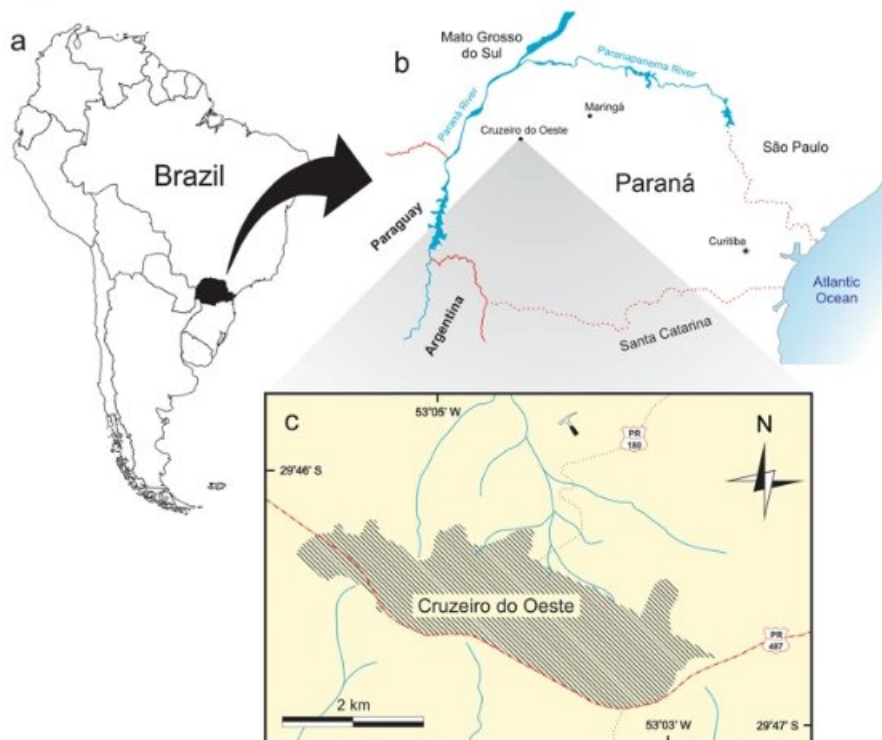 a
Brazil
b
Mato Grosso
do Sul
Paranapanema River
Paraná River
Maringá
Cruzeiro do Oeste
São Paulo
Paraná
Paraguay
Curitiba
Atlantic
Ocean
Argentina
Santa Catarina
c
53°05' W
N
PR
180
29°46' S
Cruzeiro do Oeste
PR
487
2 km
53°03' W
29°47' S